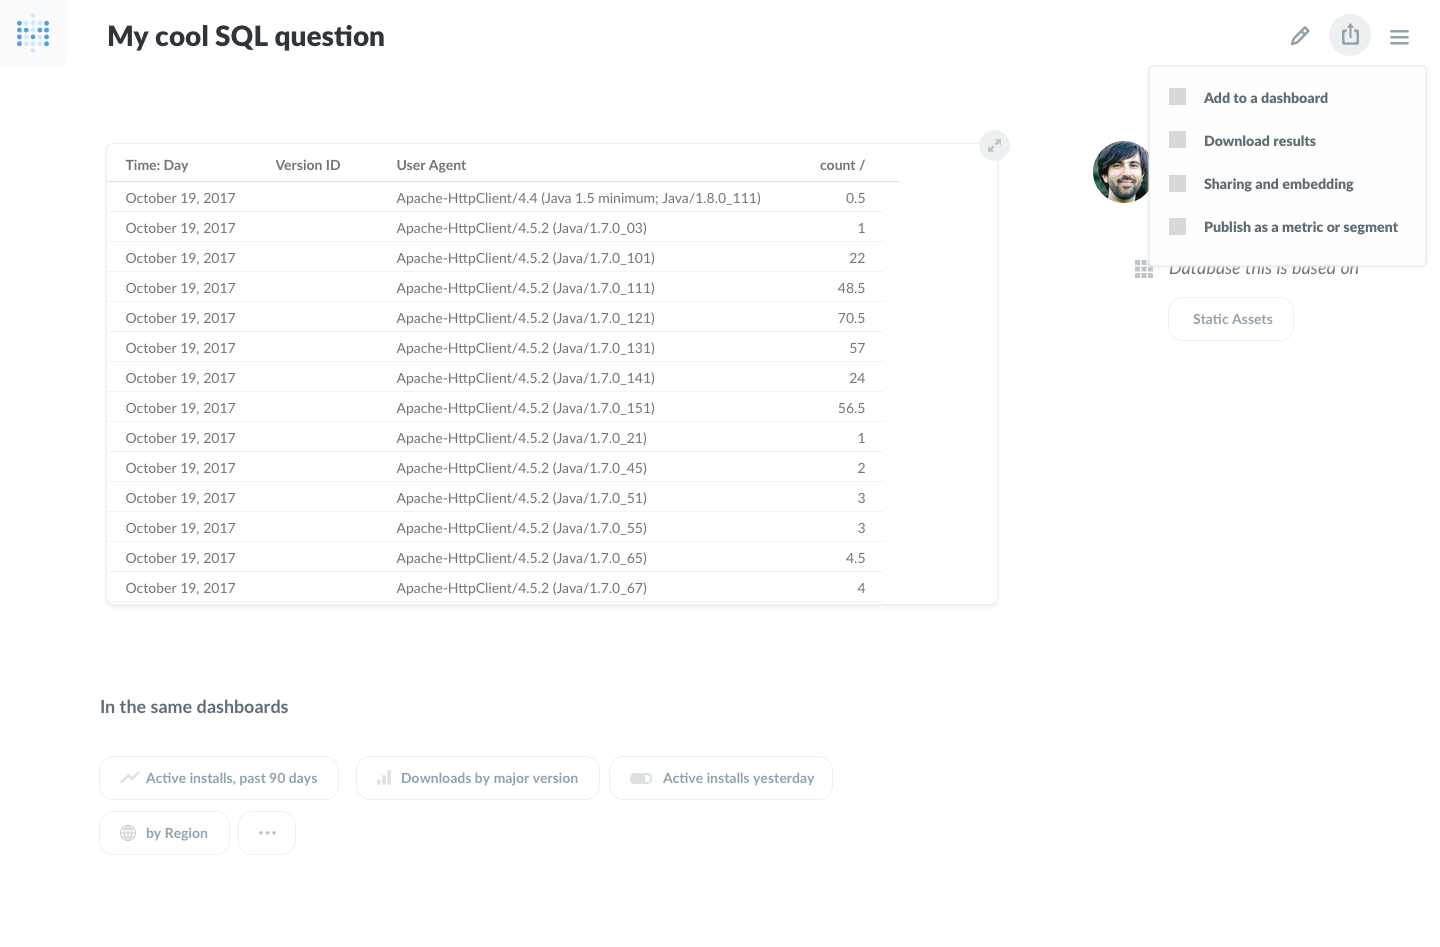 My cool SQL question
Add to a dashboard
Download results
Sharing and embedding
Publish as a metric or segment
Database this is based on
Static Assets
Time: Day Version ID User Agent count /
October 19, 2017 Apache-HttpClient/4.4 (Java 1.5 minimum; Java/1.8.0_111) 0.5
October 19, 2017 Apache-HttpClient/4.5.2 (Java/1.7.0_03) 1
October 19, 2017 Apache-HttpClient/4.5.2 (Java/1.7.0_101) 22
October 19, 2017 Apache-HttpClient/4.5.2 (Java/1.7.0_111) 48.5
October 19, 2017 Apache-HttpClient/4.5.2 (Java/1.7.0_121) 70.5
October 19, 2017 Apache-HttpClient/4.5.2 (Java/1.7.0_131) 57
October 19, 2017 Apache-HttpClient/4.5.2 (Java/1.7.0_141) 24
October 19, 2017 Apache-HttpClient/4.5.2 (Java/1.7.0_151) 56.5
October 19, 2017 Apache-HttpClient/4.5.2 (Java/1.7.0_21) 1
October 19, 2017 Apache-HttpClient/4.5.2 (Java/1.7.0_45) 2
October 19, 2017 Apache-HttpClient/4.5.2 (Java/1.7.0_51) 3
October 19, 2017 Apache-HttpClient/4.5.2 (Java/1.7.0_55) 3
October 19, 2017 Apache-HttpClient/4.5.2 (Java/1.7.0_65) 4.5
October 19, 2017 Apache-HttpClient/4.5.2 (Java/1.7.0_67) 4
In the same dashboards
Active installs, past 90 days
Downloads by major version
Active installs yesterday
by Region